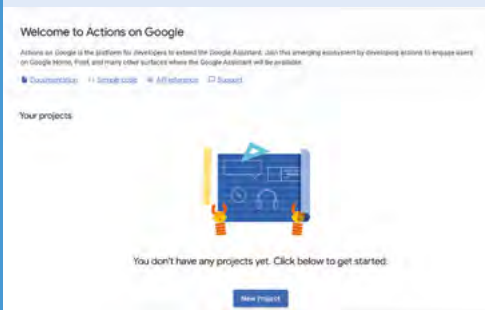 Welcome to Actions on Google
Actions on Google is the platform for developers to extend the Google Assistant. Join this emerging ecosystem by developing actions to engage users
on Google Home, Pixel, and many other surfaces where the Google Assistant will be available.
Documentation Sample code API reference Support
Your projects
You don't have any projects yet. Click below to get started.
New Project